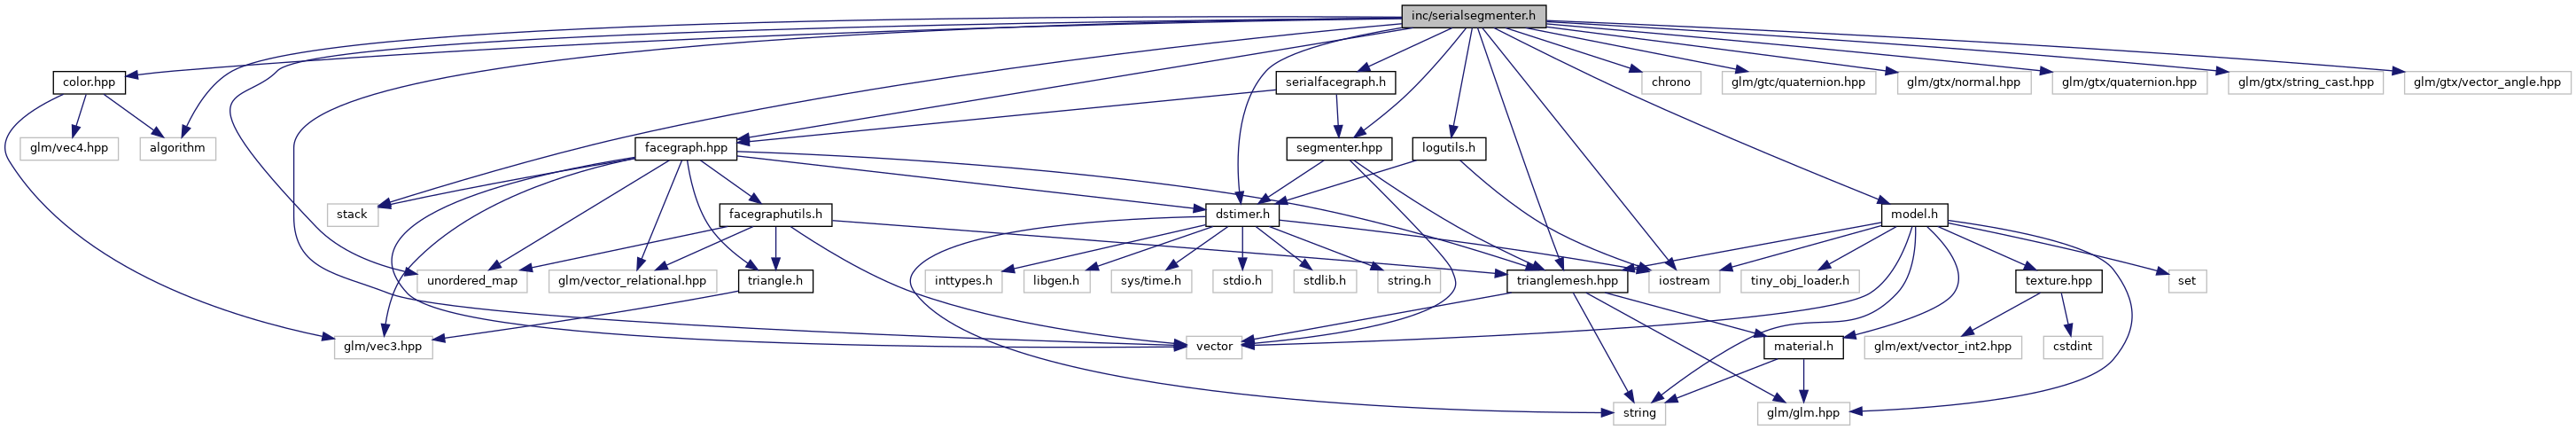 inc/serialsegmenter.h
color.hpp
serialfacegraph.h
chrono
glm/gtc/quaternion.hpp
glm/gtx/normal.hpp
glm/gtx/quaternion.hpp
glm/gtx/string_cast.hpp
glm/gtx/vector_angle.hpp
glm/vec4.hpp
algorithm
facegraph.hpp
segmenter.hpp
logutils.h
stack
facegraphutils.h
dstimer.h
model.h
unordered_map
glm/vector_relational.hpp
triangle.h
inttypes.h
libgen.h
sys/time.h
stdio.h
stdlib.h
string.h
trianglemesh.hpp
iostream
tiny_obj_loader.h
texture.hpp
set
glm/vec3.hpp
vector
material.h
glm/ext/vector_int2.hpp
cstdint
string
glm/glm.hpp